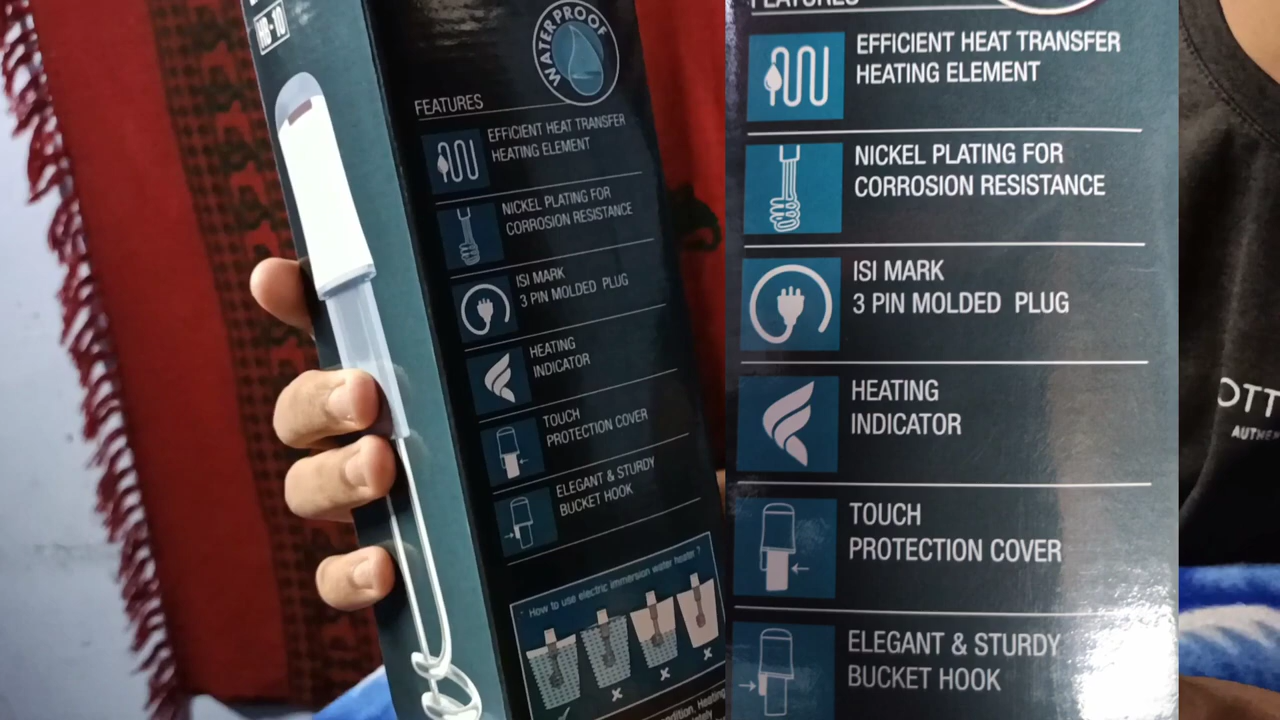 HR-10
WATERPROOF
FEATURES
EFFICIENT HEAT TRANSFER
HEATING ELEMENT
NICKEL PLATING FOR
CORROSION RESISTANCE
ISI MARK
3 PIN MOLDED PLUG
HEATING
INDICATOR
TOUCH
PROTECTION COVER
ELEGANT & STURDY
BUCKET HOOK
How to use electric immersion water heater ?
FEATURES
EFFICIENT HEAT TRANSFER
HEATING ELEMENT
NICKEL PLATING FOR
CORROSION RESISTANCE
ISI MARK
3 PIN MOLDED PLUG
HEATING
INDICATOR
TOUCH
PROTECTION COVER
ELEGANT & STURDY
BUCKET HOOK